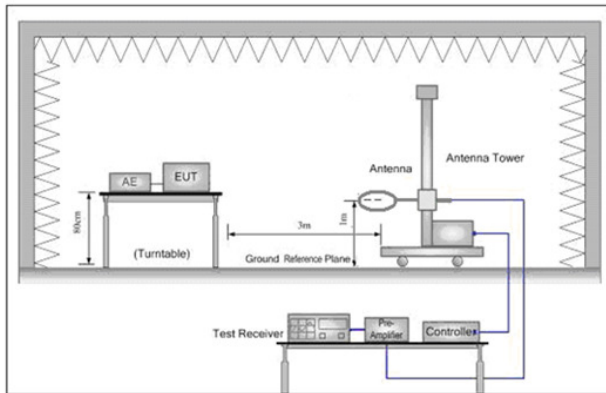 Antenna
Antenna Tower
AE
EUT
80cm
(Turntable)
3m
1m
Ground Reference Plane
Test Receiver
Pre-
Amplifier
Controller